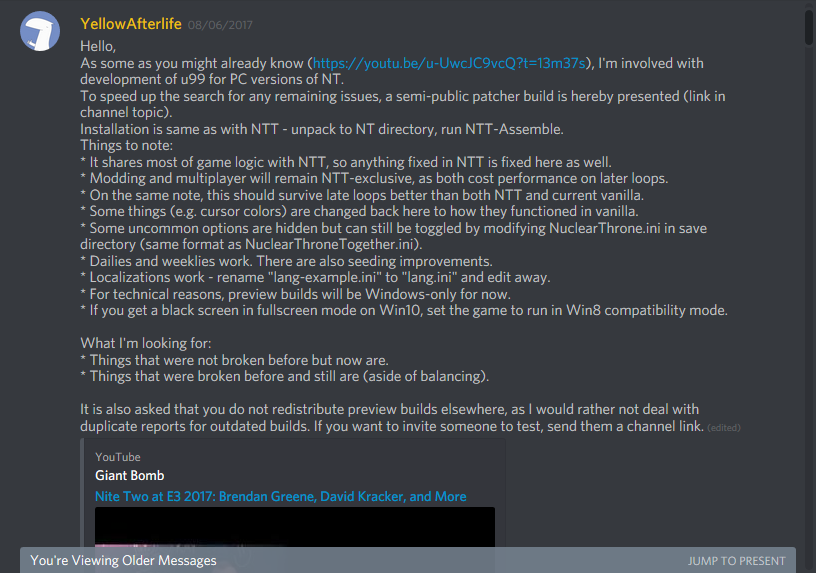 YellowAfterlife 08/06/2017
Hello,
As some as you might already know (https://youtu.be/u-UwcJC9vcQ?t=13m37s), I'm involved with
development of u99 for PC versions of NT.
To speed up the search for any remaining issues, a semi-public patcher build is hereby presented (link in
channel topic).
Installation is same as with NTT - unpack to NT directory, run NTT-Assemble.
Things to note:
* It shares most of game logic with NTT, so anything fixed in NTT is fixed here as well.
* Modding and multiplayer will remain NTT-exclusive, as both cost performance on later loops.
* On the same note, this should survive late loops better than both NTT and current vanilla.
* Some things (e.g. cursor colors) are changed back here to how they functioned in vanilla.
* Some uncommon options are hidden but can still be toggled by modifying NuclearThrone.ini in save
directory (same format as NuclearThroneTogether.ini).
* Dailies and weeklies work. There are also seeding improvements.
* Localizations work - rename "lang-example.ini" to "lang.ini" and edit away.
* For technical reasons, preview builds will be Windows-only for now.
* If you get a black screen in fullscreen mode on Win10, set the game to run in Win8 compatibility mode.
What I'm looking for:
* Things that were not broken before but now are.
* Things that were broken before and still are (aside of balancing).
It is also asked that you do not redistribute preview builds elsewhere, as I would rather not deal with
duplicate reports for outdated builds. If you want to invite someone to test, send them a channel link. (edited)
YouTube
Giant Bomb
Nite Two at E3 2017: Brendan Greene, David Kracker, and More
You're Viewing Older Messages JUMP TO PRESENT